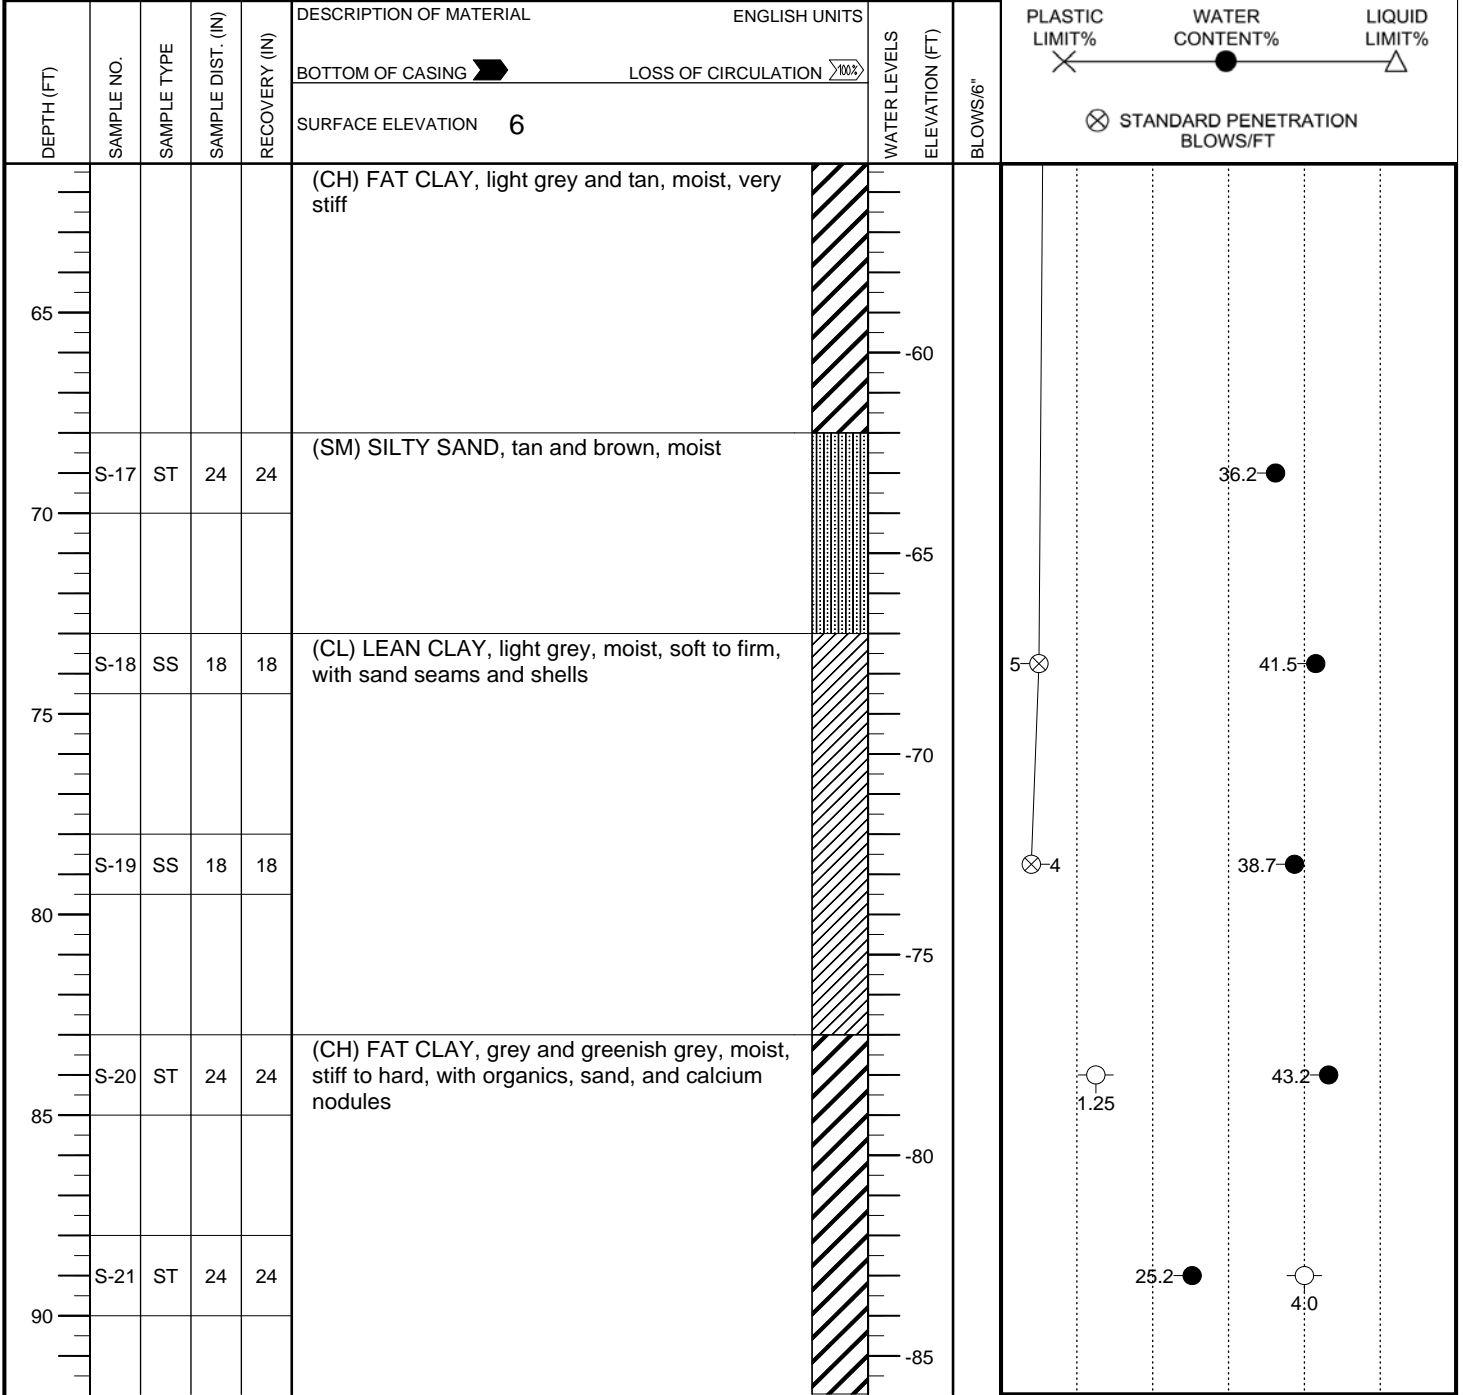 DEPTH (FT)
SAMPLE NO.
SAMPLE TYPE
SAMPLE DIST. (IN)
RECOVERY (IN)
DESCRIPTION OF MATERIAL ENGLISH UNITS
BOTTOM OF CASING LOSS OF CIRCULATION 100%
SURFACE ELEVATION 6
WATER LEVELS
ELEVATION (FT)
BLOWS/6"
PLASTIC LIMIT%
WATER CONTENT%
LIQUID LIMIT%
STANDARD PENETRATION
BLOWS/FT
(CH) FAT CLAY, light grey and tan, moist, very
stiff
65
-60
(SM) SILTY SAND, tan and brown, moist
S-17 ST 24 24
36.2
70
-65
(CL) LEAN CLAY, light grey, moist, soft to firm,
with sand seams and shells
S-18 SS 18 18
5 41.5
75
-70
S-19 SS 18 18
4 38.7
80
-75
(CH) FAT CLAY, grey and greenish grey, moist,
stiff to hard, with organics, sand, and calcium
nodules
S-20 ST 24 24
43.2
1.25
85
-80
S-21 ST 24 24
25.2
4.0
90
-85